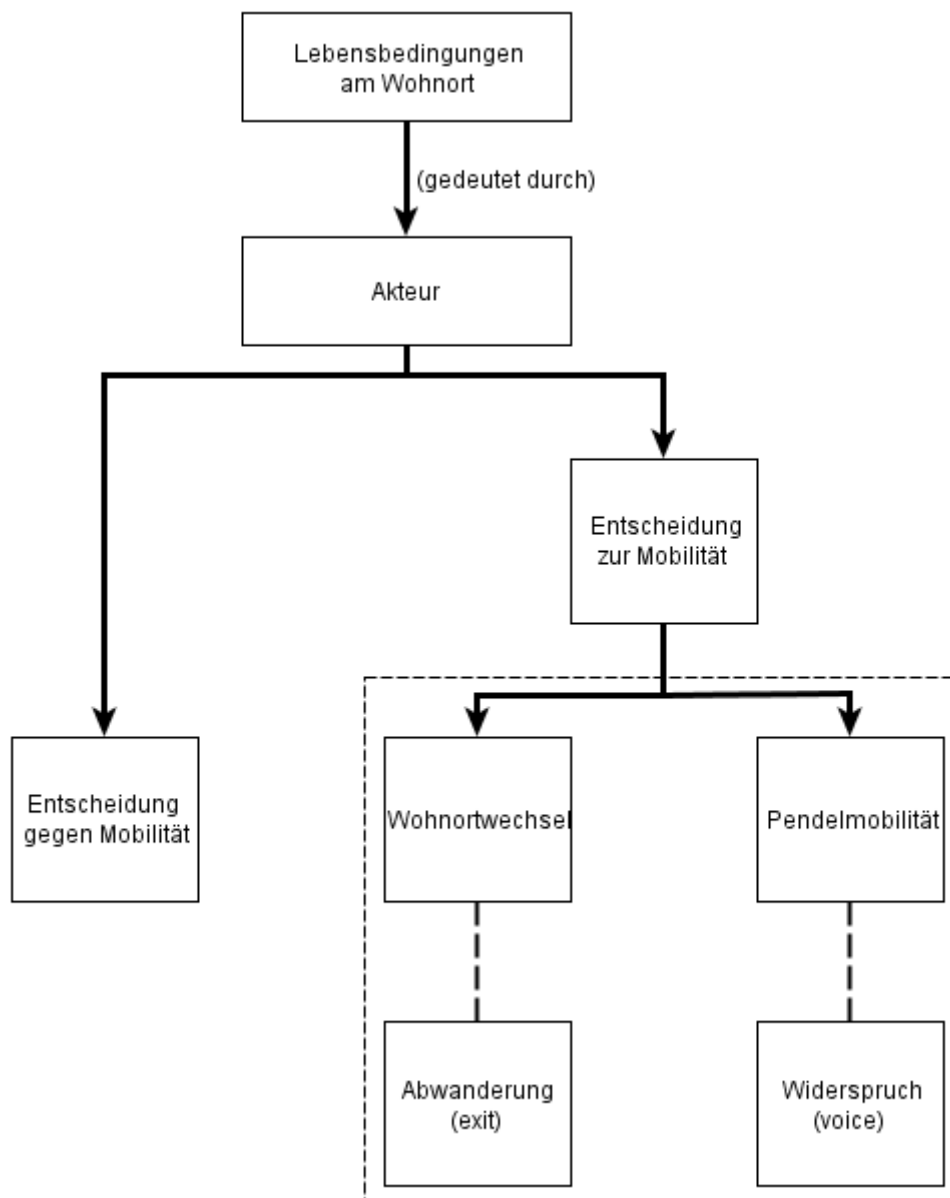 Lebensbedingungen
am Wohnort
(gedeutet durch)
Akteur
Entscheidung
zur Mobilität
Entscheidung
gegen Mobilität
Wohnortwechsel
Pendelmobilität
Abwanderung
(exit)
Widerspruch
(voice)